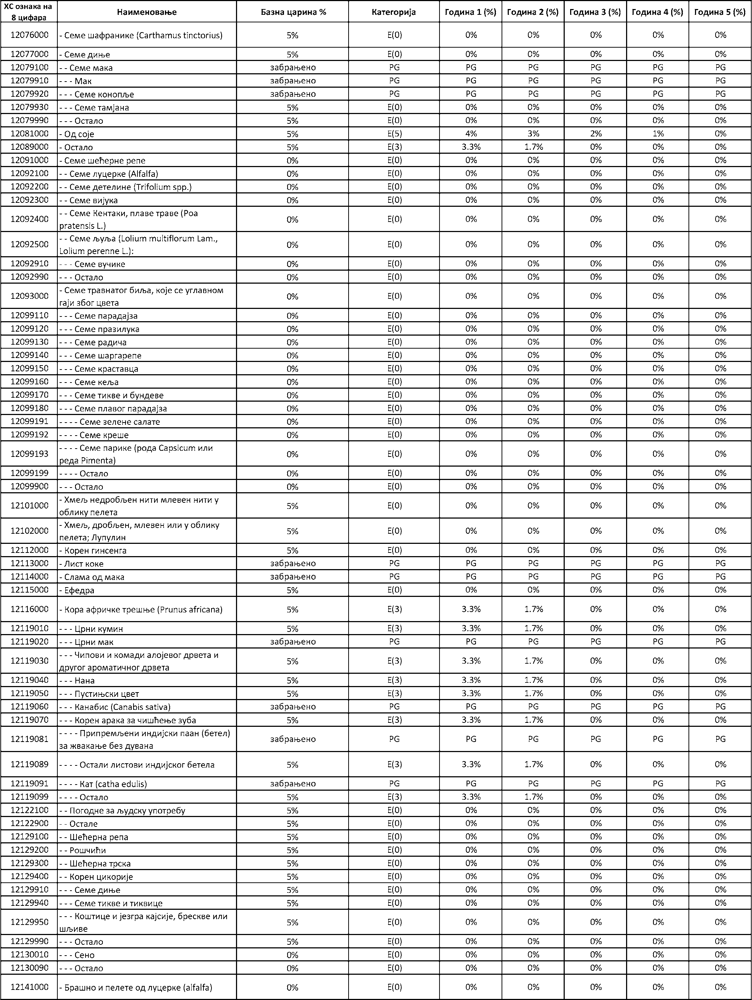 ХС ознака на 8 цифара Наименовање Базна царина % Категорија Година 1 (%) Година 2 (%) Година 3 (%) Година 4 (%) Година 5 (%)
12076000 - Семе шафранике (Carthamus tinctorius) 5% E(0) 0% 0% 0% 0% 0%
12077000 - Семе диње 5% E(0) 0% 0% 0% 0% 0%
12079100 - - Семе мака забрањено PG PG PG PG PG PG
12079910 - - - Мак забрањено PG PG PG PG PG PG
12079920 - - - Семе конопље забрањено PG PG PG PG PG PG
12079930 - - - Семе тамјана 5% E(0) 0% 0% 0% 0% 0%
12079990 - - - Остало 5% E(0) 0% 0% 0% 0% 0%
12081000 - Од соје 5% E(5) 4% 3% 2% 1% 0%
12089000 - Остало 5% E(3) 3.3% 1.7% 0% 0% 0%
12091000 - Семе шећерне репе 0% E(0) 0% 0% 0% 0% 0%
12092100 - - Семе луцерке (Alfalfa) 0% E(0) 0% 0% 0% 0% 0%
12092200 - - Семе детелине (Trifolium spp.) 0% E(0) 0% 0% 0% 0% 0%
12092300 - - Семе вијука 0% E(0) 0% 0% 0% 0% 0%
12092400 - - Семе Кентаки, плаве траве (Poa pratensis L.) 0% E(0) 0% 0% 0% 0% 0%
12092500 - - Семе љуља (Lolium multiflorum Lam., Lolium perenne L.): 0% E(0) 0% 0% 0% 0% 0%
12092910 - - - Семе вучике 0% E(0) 0% 0% 0% 0% 0%
12092990 - - - Остало 0% E(0) 0% 0% 0% 0% 0%
12093000 - Семе травнатог биља, које се углавном гаји због цвета 0% E(0) 0% 0% 0% 0% 0%
12099110 - - - Семе парадајза 0% E(0) 0% 0% 0% 0% 0%
12099120 - - - Семе празилука 0% E(0) 0% 0% 0% 0% 0%
12099130 - - - Семе радича 0% E(0) 0% 0% 0% 0% 0%
12099140 - - - Семе шаргарепе 0% E(0) 0% 0% 0% 0% 0%
12099150 - - - Семе краставца 0% E(0) 0% 0% 0% 0% 0%
12099160 - - - Семе кеља 0% E(0) 0% 0% 0% 0% 0%
12099170 - - - Семе тикве и бундеве 0% E(0) 0% 0% 0% 0% 0%
12099180 - - - Семе плавог парадајза 0% E(0) 0% 0% 0% 0% 0%
12099191 - - - - Семе зелене салате 0% E(0) 0% 0% 0% 0% 0%
12099192 - - - - Семе креше 0% E(0) 0% 0% 0% 0% 0%
12099193 - - - - Семе парике (рода Capsicum или реда Pimenta) 0% E(0) 0% 0% 0% 0% 0%
12099199 - - - - Остало 0% E(0) 0% 0% 0% 0% 0%
12099900 - - - Остало 0% E(0) 0% 0% 0% 0% 0%
12101000 - Хмељ недробљен нити млевен нити у облику пелета 5% E(0) 0% 0% 0% 0% 0%
12102000 - Хмељ, дробљен, млевен или у облику пелета; Лупулин 5% E(0) 0% 0% 0% 0% 0%
12112000 - Корен гинсенга 5% E(0) 0% 0% 0% 0% 0%
12113000 - Лист коке забрањено PG PG PG PG PG PG
12114000 - Слама од мака забрањено PG PG PG PG PG PG
12115000 - Ефедра 5% E(0) 0% 0% 0% 0% 0%
12116000 - Кора афричке трешње (Prunus africana) 5% E(3) 3.3% 1.7% 0% 0% 0%
12119010 - - - Црни кумин 5% E(3) 3.3% 1.7% 0% 0% 0%
12119020 - - - Црни мак забрањено PG PG PG PG PG PG
12119030 - - - Чипови и комади алојевог дрвета и другог ароматичног дрвета 5% E(3) 3.3% 1.7% 0% 0% 0%
12119040 - - - Нана 5% E(3) 3.3% 1.7% 0% 0% 0%
12119050 - - - Пустињски цвет 5% E(3) 3.3% 1.7% 0% 0% 0%
12119060 - - - Канабис (Canabis sativa) забрањено PG PG PG PG PG PG
12119070 - - - Корен арака за чишћење зуба 5% E(3) 3.3% 1.7% 0% 0% 0%
12119081 - - - - Припремљени индијски паан (бетел) за жвакање без дувана забрањено PG PG PG PG PG PG
12119089 - - - - Остали листови индијског бетела 5% E(3) 3.3% 1.7% 0% 0% 0%
12119091 - - - - Кат (catha edulis) забрањено PG PG PG PG PG PG
12119099 - - - - Остало 5% E(3) 3.3% 1.7% 0% 0% 0%
12122100 - - Погодне за људску употребу 5% E(0) 0% 0% 0% 0% 0%
12122900 - - Остале 5% E(0) 0% 0% 0% 0% 0%
12129100 - - Шећерна репа 5% E(0) 0% 0% 0% 0% 0%
12129200 - - Рошчићи 5% E(0) 0% 0% 0% 0% 0%
12129300 - - Шећерна трска 5% E(0) 0% 0% 0% 0% 0%
12129400 - - Корен цикорије 5% E(0) 0% 0% 0% 0% 0%
12129910 - - - Семе диње 5% E(0) 0% 0% 0% 0% 0%
12129940 - - - Семе тикве и тиквице 5% E(0) 0% 0% 0% 0% 0%
12129950 - - - Коштице и језгра кајсије, брескве или шљиве 5% E(0) 0% 0% 0% 0% 0%
12129990 - - - Остало 5% E(0) 0% 0% 0% 0% 0%
12130010 - - - Сено 0% E(0) 0% 0% 0% 0% 0%
12130090 - - - Остало 0% E(0) 0% 0% 0% 0% 0%
12141000 - Брашно и пелете од луцерке (alfalfa) 0% E(0) 0% 0% 0% 0% 0%